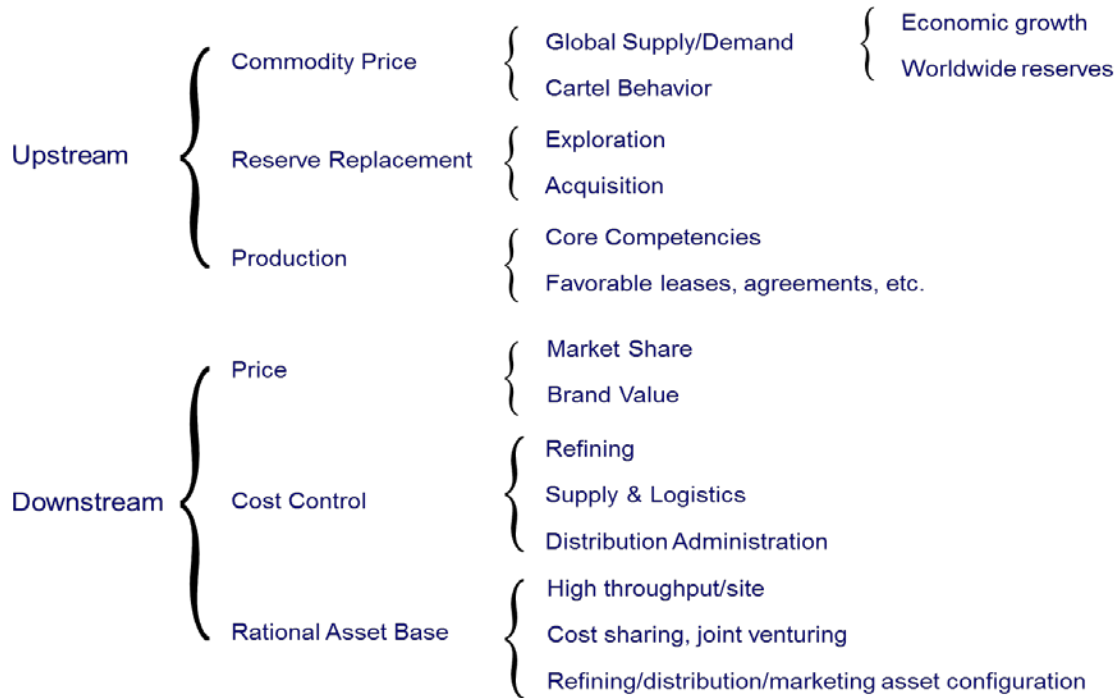 Upstream
Commodity Price
Global Supply/Demand
Economic growth
Worldwide reserves
Cartel Behavior
Reserve Replacement
Exploration
Acquisition
Production
Core Competencies
Favorable leases, agreements, etc.
Downstream
Price
Market Share
Brand Value
Cost Control
Refining
Supply & Logistics
Distribution Administration
Rational Asset Base
High throughput/site
Cost sharing, joint venturing
Refining/distribution/marketing asset configuration